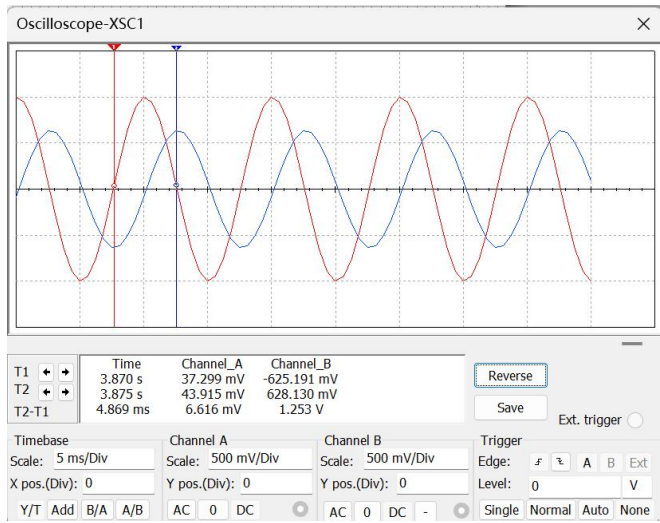 Oscilloscope-XSC1
Time Channel_A Channel_B
T1 3.870 s 37.299 mV -625.191 mV
T2 3.875 s 43.915 mV 628.130 mV
T2-T1 4.869 ms 6.616 mV 1.253 V
Reverse
Save
Ext. trigger
Timebase Channel A Channel B Trigger
Scale: 5 ms/Div Scale: 500 mV/Div Scale: 500 mV/Div Edge: A B Ext
X pos.(Div): 0 Y pos.(Div): 0 Y pos.(Div): 0 Level: 0 V
Y/T Add B/A A/B AC 0 DC AC 0 DC - Single Normal Auto None